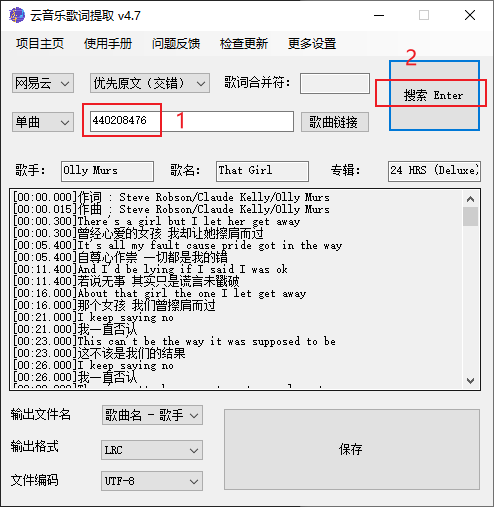 云音乐歌词提取 v4.7
项目主页 使用手册 问题反馈 检查更新 更多设置
2
网易云 优先原文（交错） 歌词合并符： 搜索 Enter
单曲 440208476 1 歌曲链接
歌手： Olly Murs 歌名： That Girl 专辑： 24 HRS (Deluxe)
[00:00.000]作词 : Steve Robson/Claude Kelly/Olly Murs
[00:00.015]作曲 : Steve Robson/Claude Kelly/Olly Murs
[00:00.300]There's a girl but I let her get away
[00:00.300]曾经心爱的女孩 我却让她擦肩而过
[00:05.400]It's all my fault cause pride got in the way
[00:05.400]自尊心作祟 一切都是我的错
[00:11.400]And I'd be lying if I said I was ok
[00:11.400]若说无事 其实只是谎言未戳破
[00:16.000]About that girl the one I let get away
[00:16.000]那个女孩 我们曾擦肩而过
[00:21.000]I keep saying no
[00:21.000]我一直否认
[00:23.000]This can't be the way it was supposed to be
[00:23.000]这不该是我们的结果
[00:26.000]I keep saying no
[00:26.000]我一直否认
输出文件名 歌曲名 - 歌手
输出格式 LRC 保存
文件编码 UTF-8